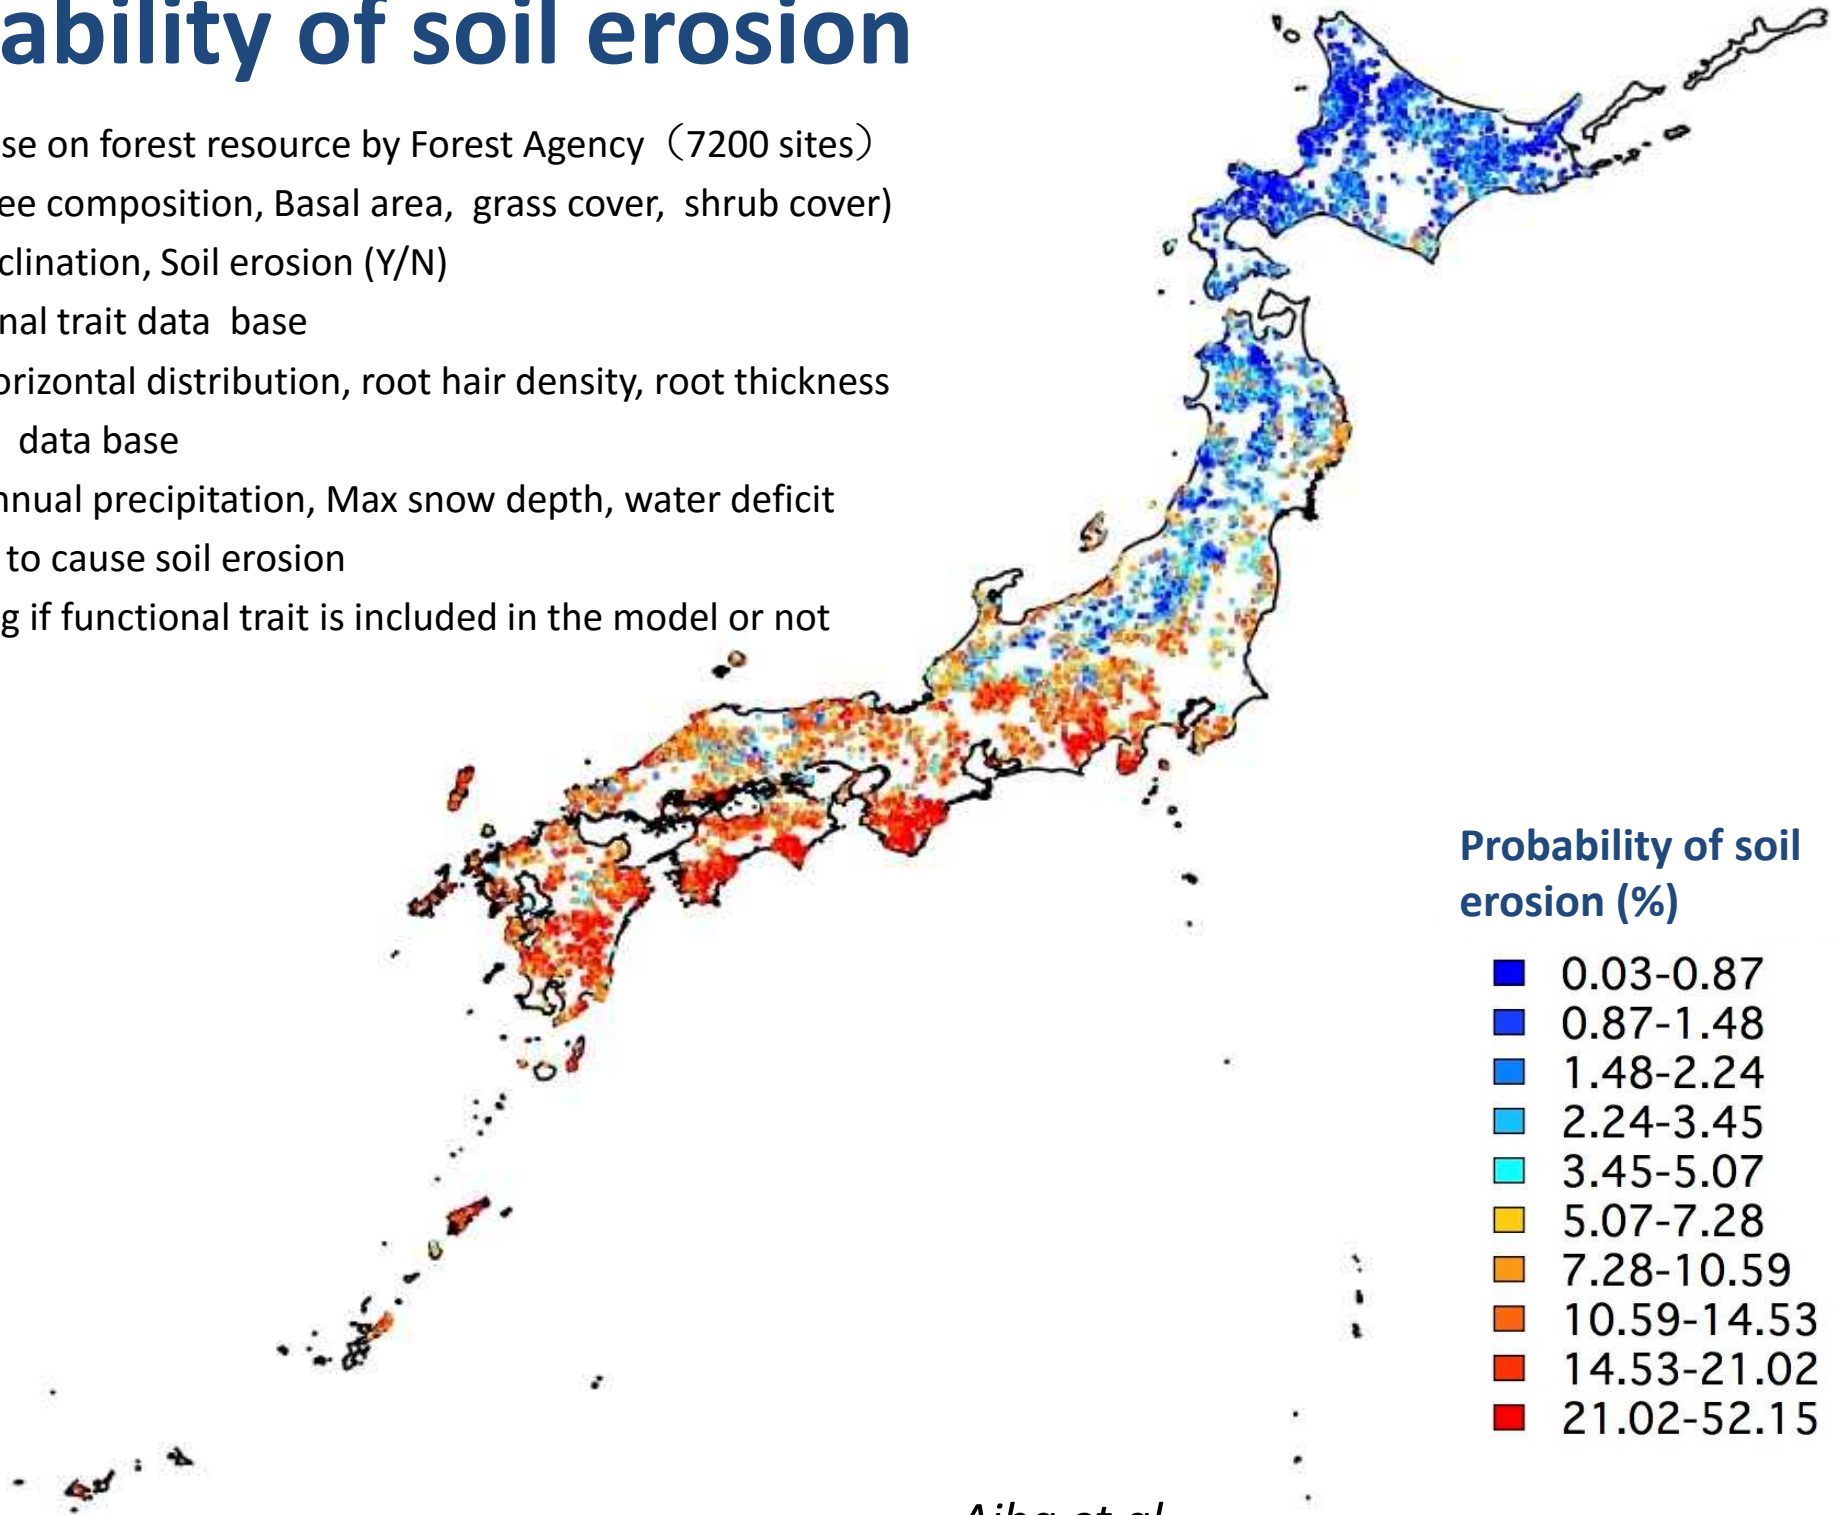 ability of soil erosion
se on forest resource by Forest Agency（7200 sites）
ee composition, Basal area, grass cover, shrub cover)
clination, Soil erosion (Y/N)
nal trait data base
orizontal distribution, root hair density, root thickness
data base
nnual precipitation, Max snow depth, water deficit
to cause soil erosion
g if functional trait is included in the model or not
Probability of soil
erosion (%)
0.03-0.87
0.87-1.48
1.48-2.24
2.24-3.45
3.45-5.07
5.07-7.28
7.28-10.59
10.59-14.53
14.53-21.02
21.02-52.15
Aiba et al